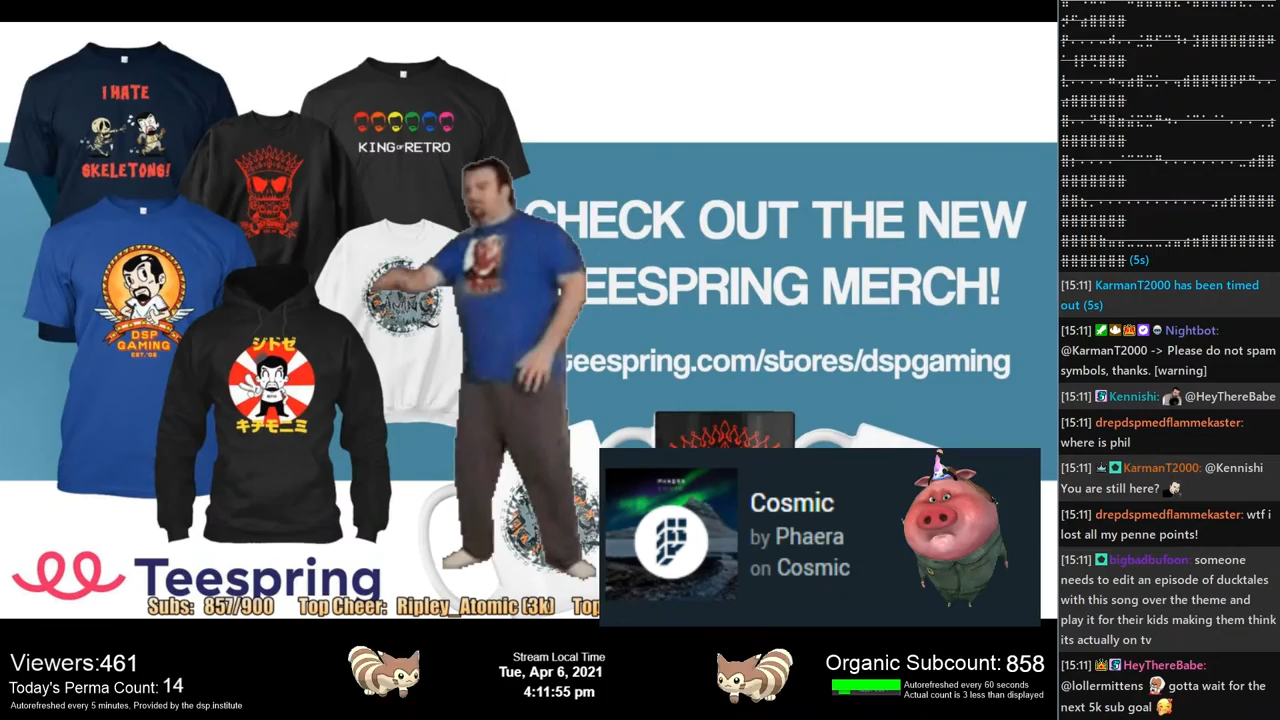 I HATE
SKELETONS!
KING OF RETRO
DSP
GAMING
EST.'08
ジドゼ
キチモニミ
CHECK OUT THE NEW
EESPRING MERCH!
teespring.com/stores/dspgaming
Teespring
Subs: 857/900 Top Cheer: Ripley_Atomic (3k) Top
PHAERA
Cosmic
by Phaera
on Cosmic
Viewers:461
Today's Perma Count: 14
Autorefreshed every 5 minutes, Provided by the dsp.institute
Stream Local Time
Tue, Apr 6, 2021
4:11:55 pm
Organic Subcount: 858
Autorefreshed every 60 seconds
Actual count is 3 less than displayed
(5s)
[15:11] KarmanT2000 has been timed
out (5s)
[15:11] Nightbot:
@KarmanT2000 -> Please do not spam
symbols, thanks. [warning]
[15:11] Kennishi: @HeyThereBabe
[15:11] drepdspmedflammekaster:
where is phil
[15:11] KarmanT2000: @Kennishi
You are still here?
[15:11] drepdspmedflammekaster: wtf i
lost all my penne points!
[15:11] bigbadbufoon: someone
needs to edit an episode of ducktales
with this song over the theme and
play it for their kids making them think
its actually on tv
[15:11] HeyThereBabe:
@lollermittens gotta wait for the
next 5k sub goal